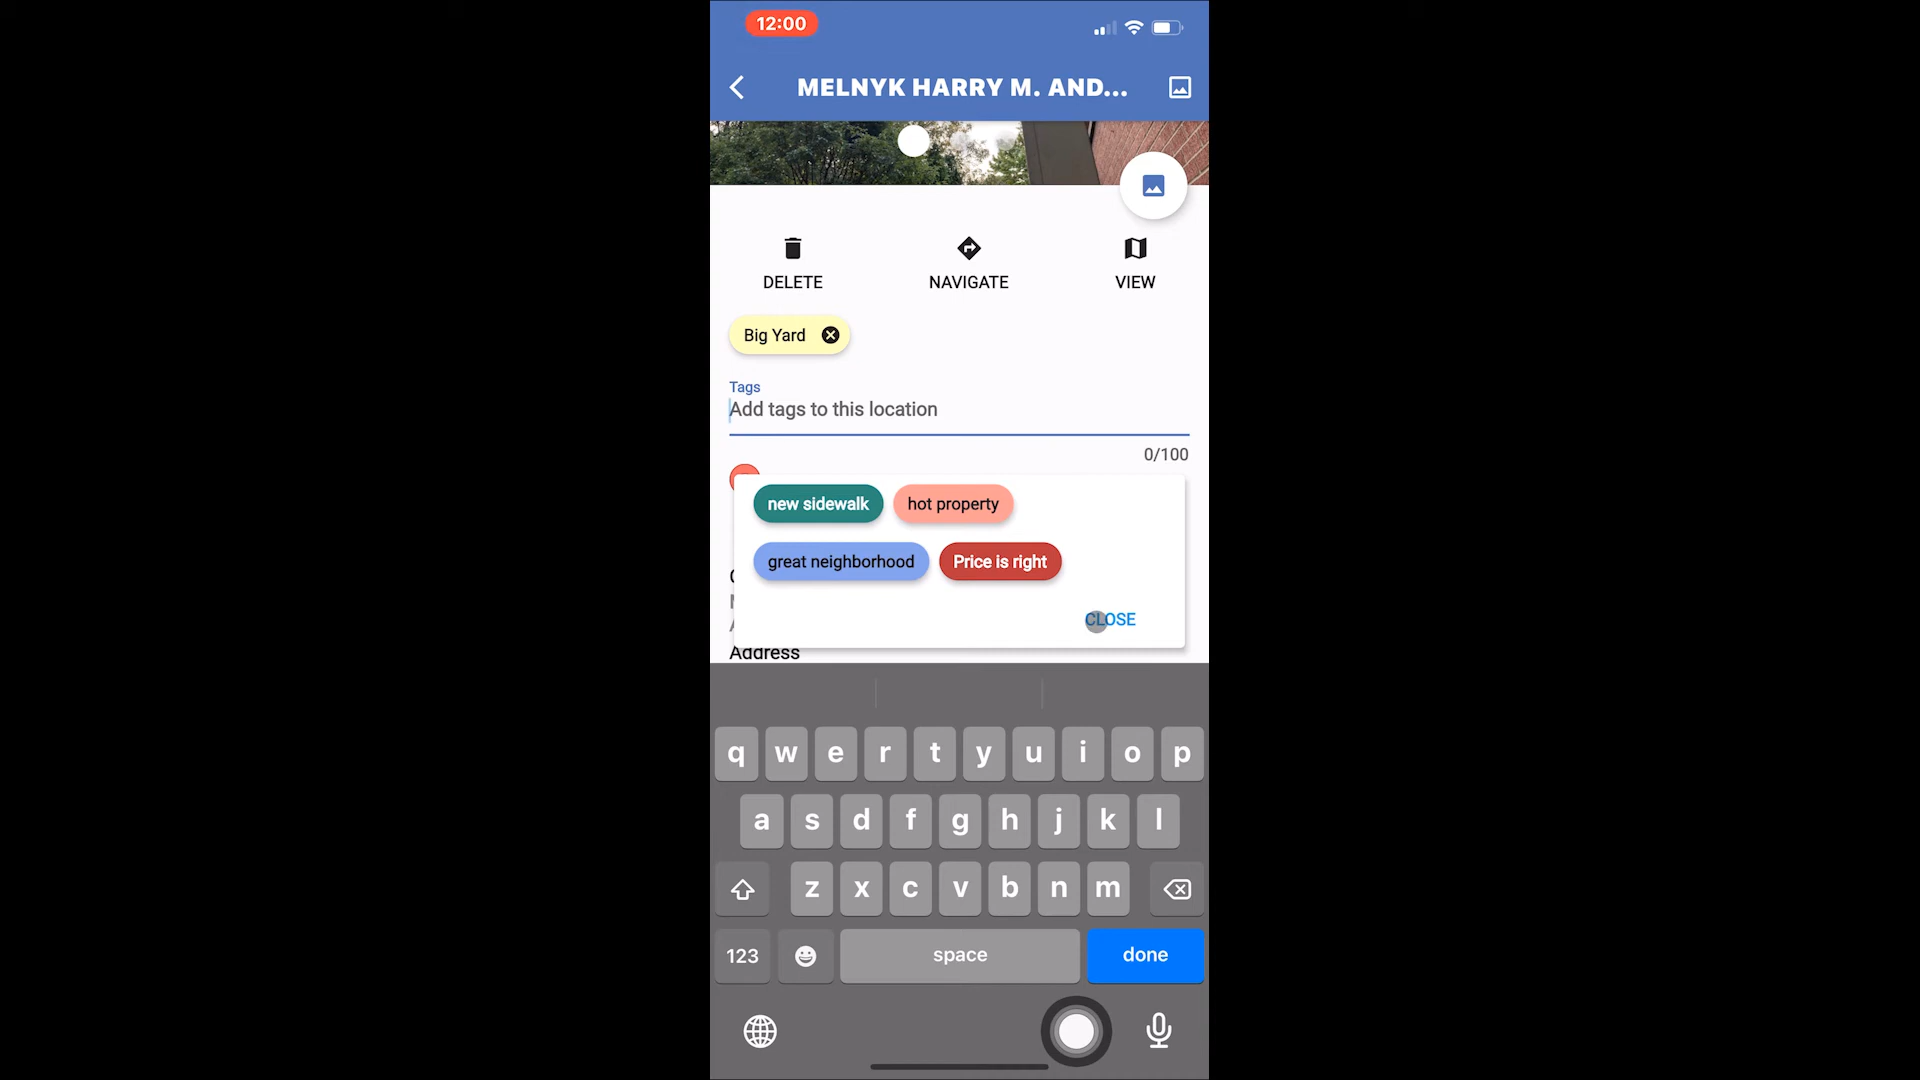 12:00
MELNYK HARRY M. AND...
DELETE NAVIGATE VIEW
Big Yard
Tags
Add tags to this location
0/100
new sidewalk hot property
great neighborhood Price is right
CLOSE
Address
q w e r t y u i o p
a s d f g h j k l
z x c v b n m
123 space done